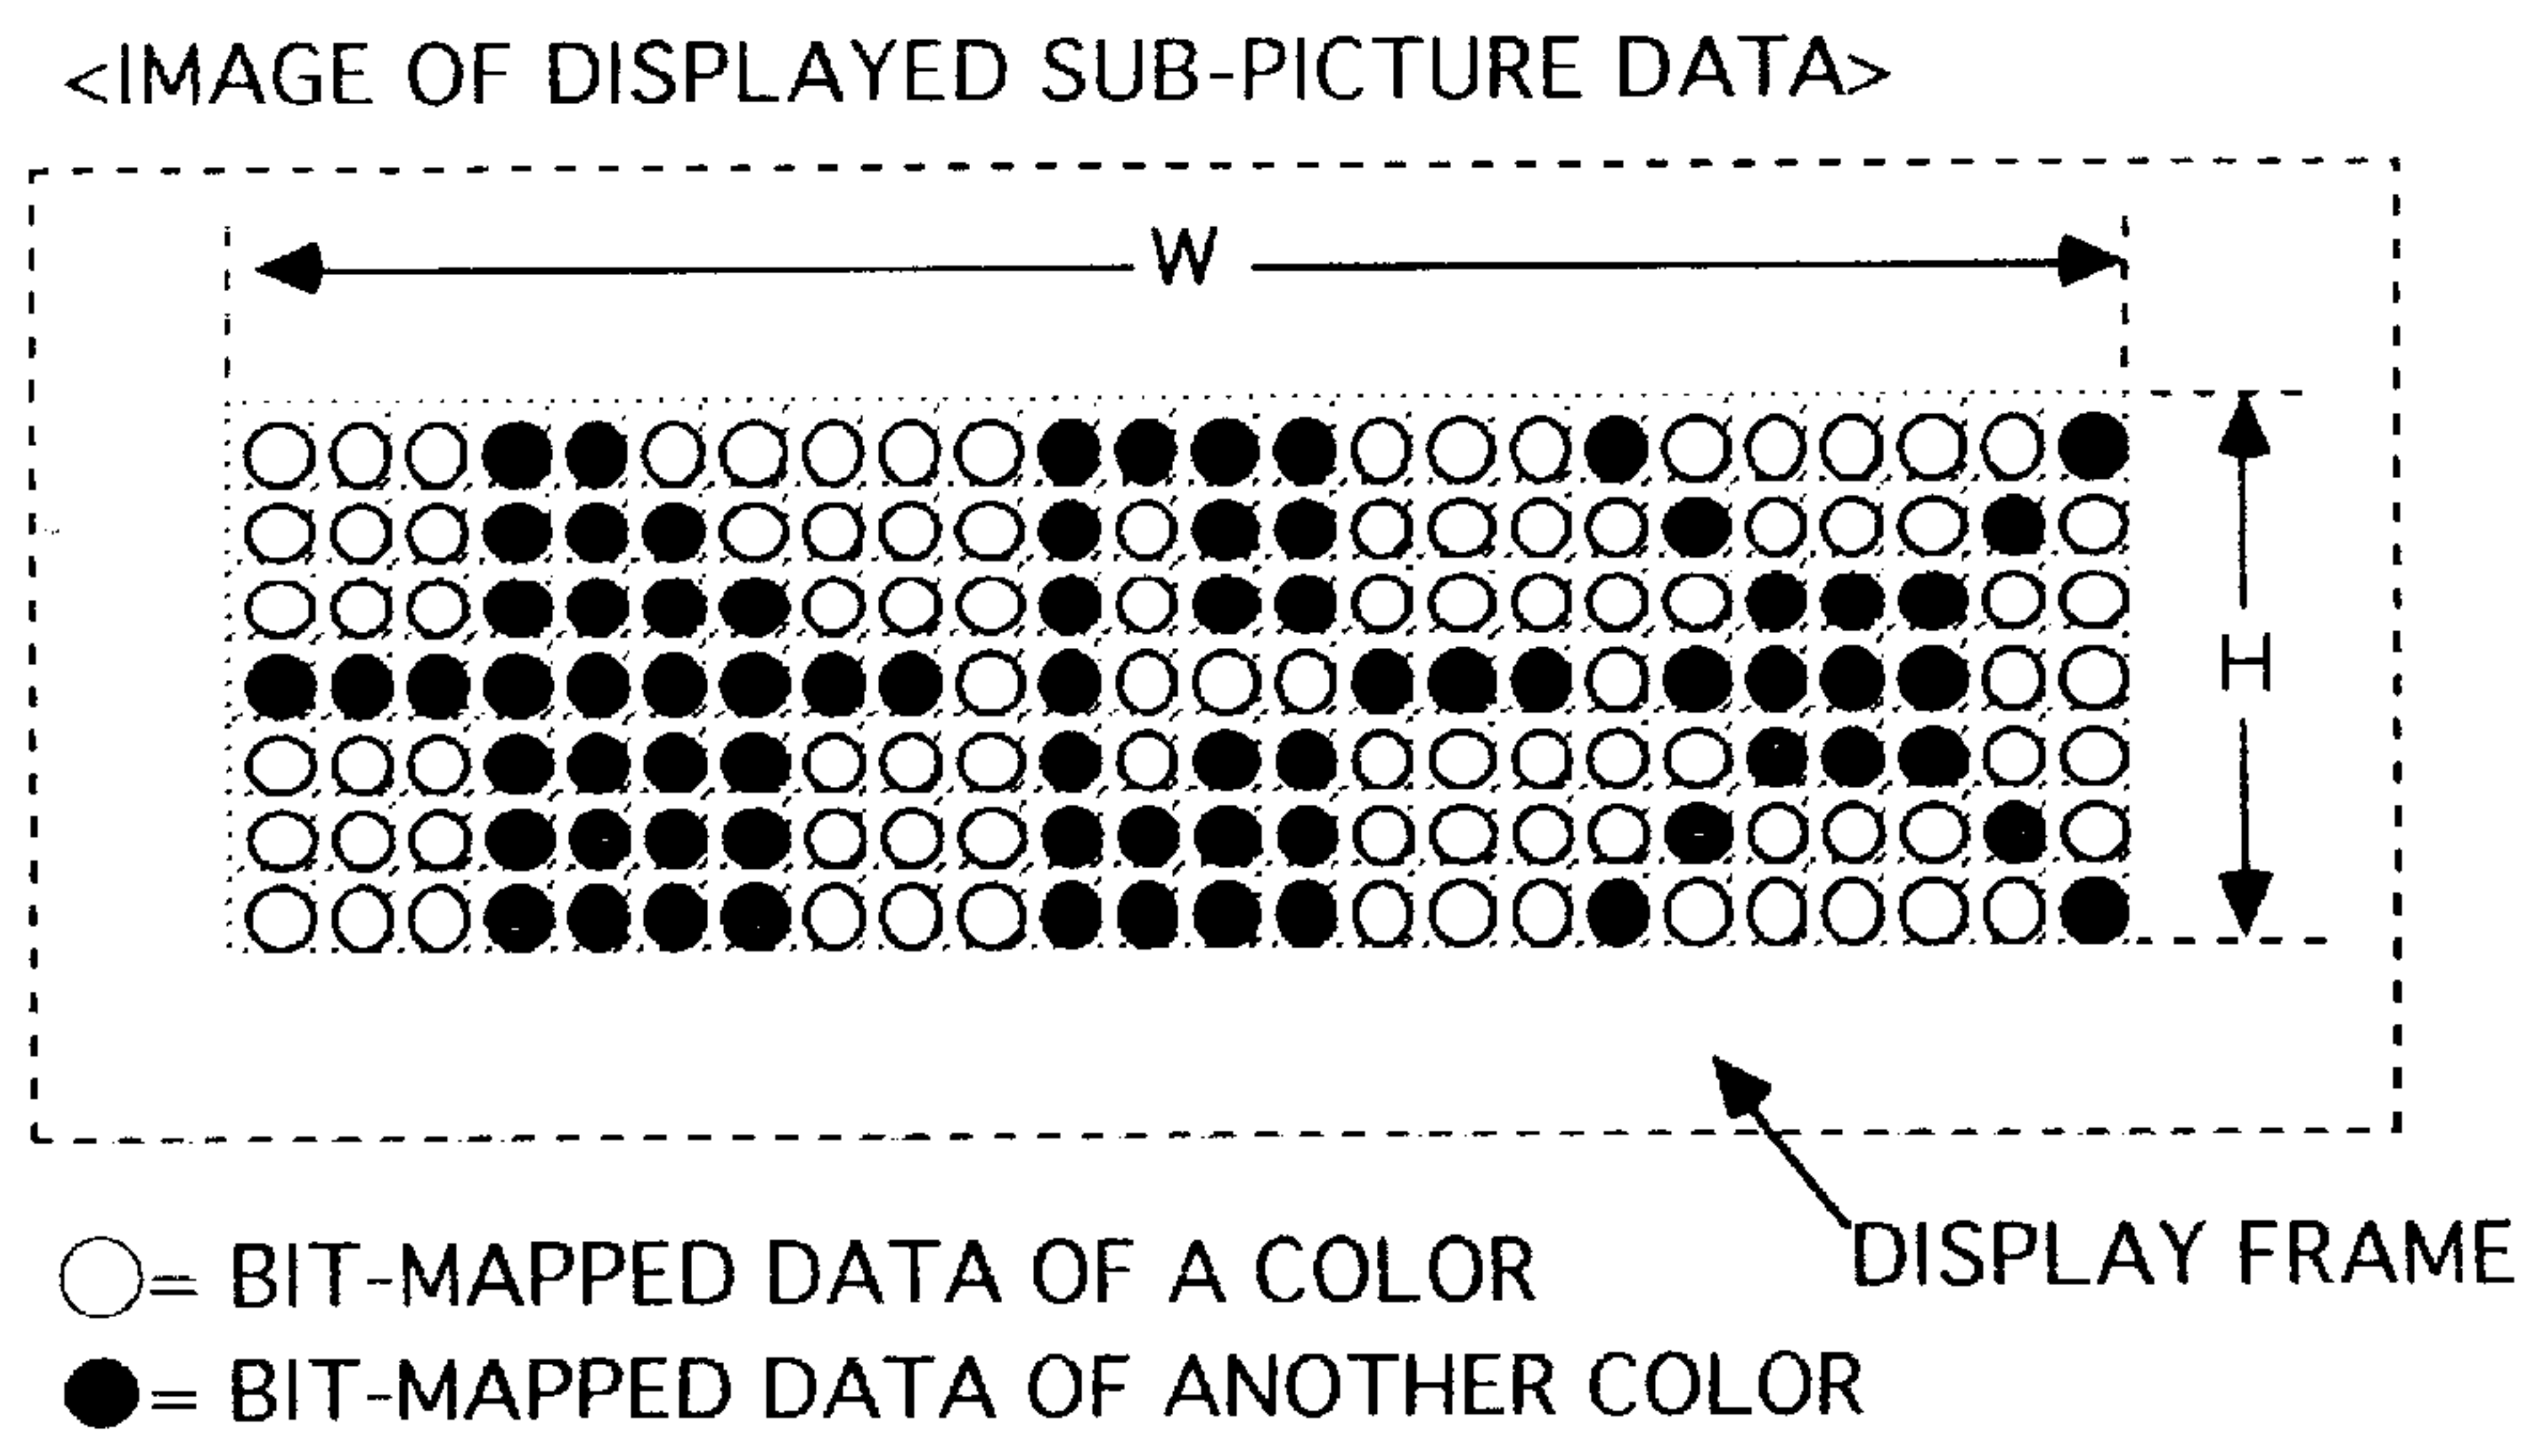 <IMAGE OF DISPLAYED SUB-PICTURE DATA>
W
H
DISPLAY FRAME
= BIT-MAPPED DATA OF A COLOR
= BIT-MAPPED DATA OF ANOTHER COLOR